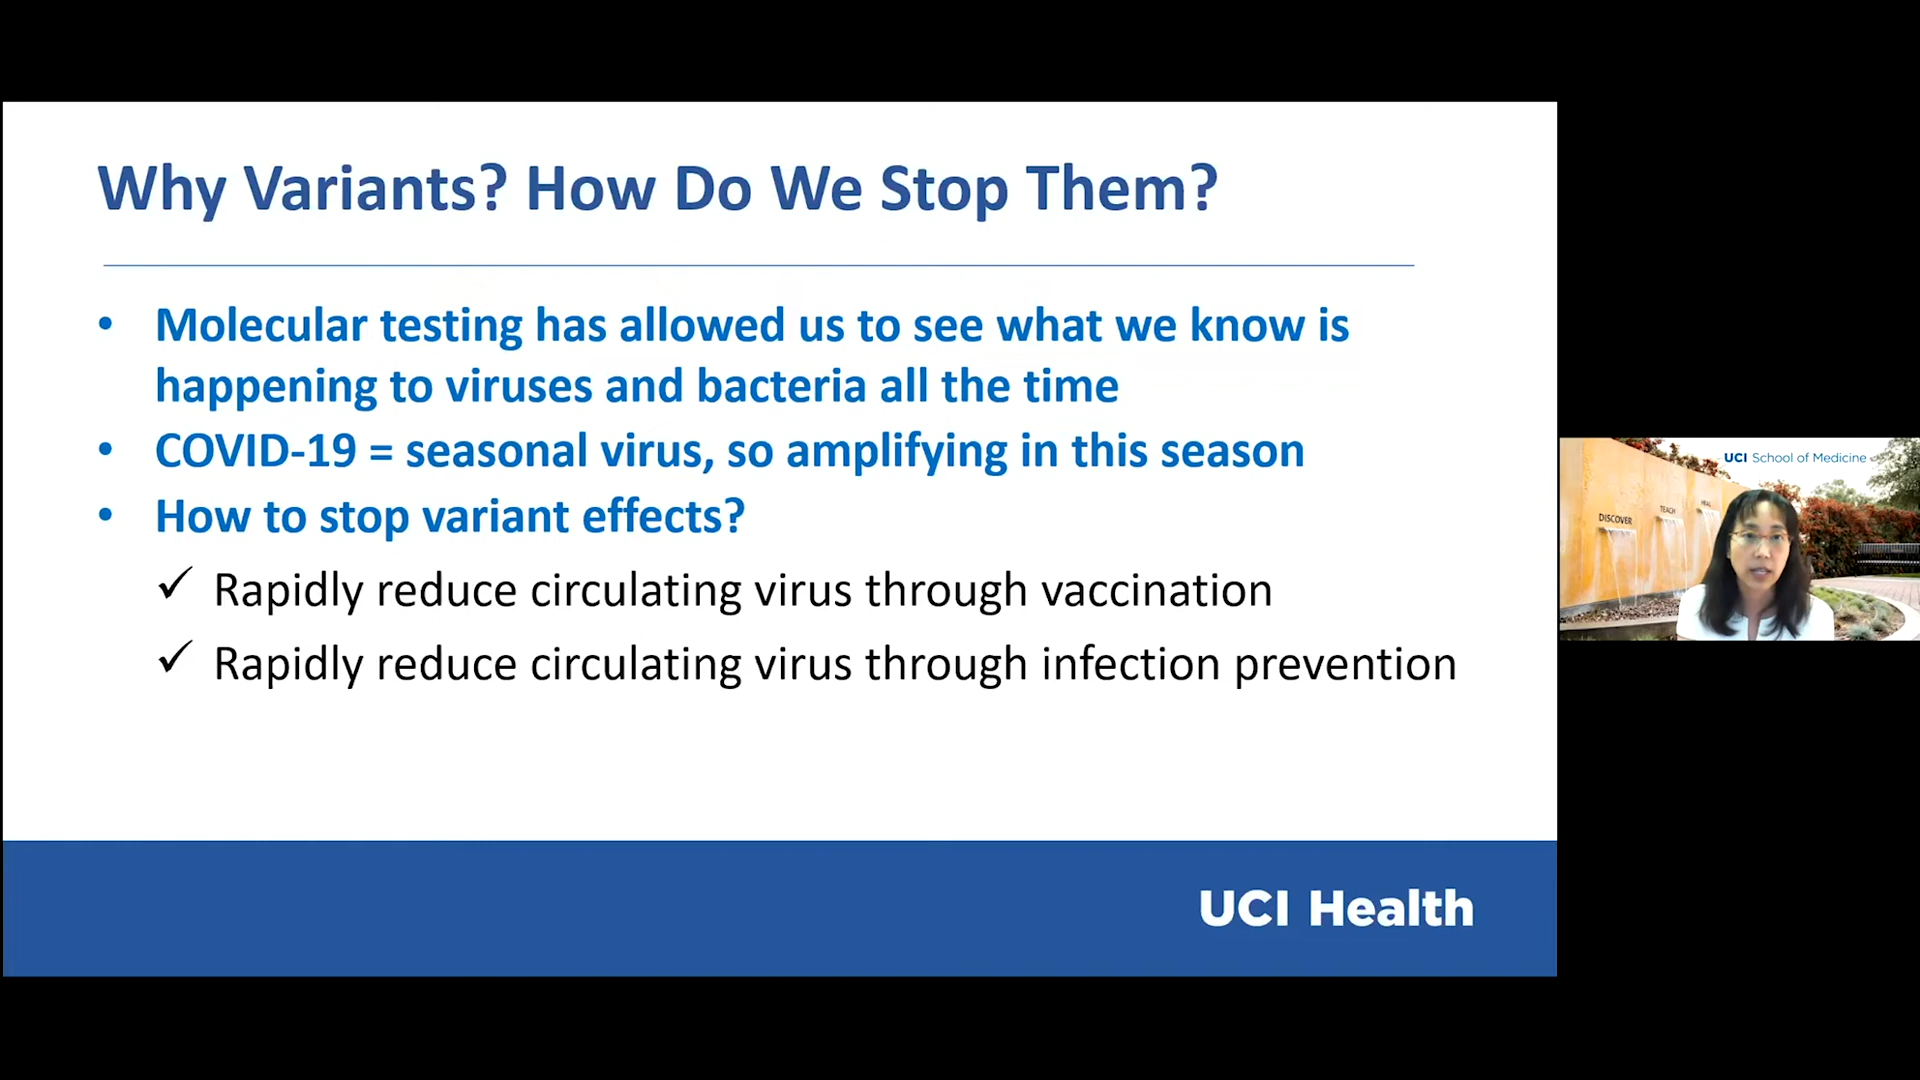 Why Variants? How Do We Stop Them?
• Molecular testing has allowed us to see what we know is
happening to viruses and bacteria all the time
• COVID-19 = seasonal virus, so amplifying in this season
• How to stop variant effects?
✓ Rapidly reduce circulating virus through vaccination
✓ Rapidly reduce circulating virus through infection prevention
UCI Health
UCI School of Medicine
DISCOVER
TEACH
HEAL